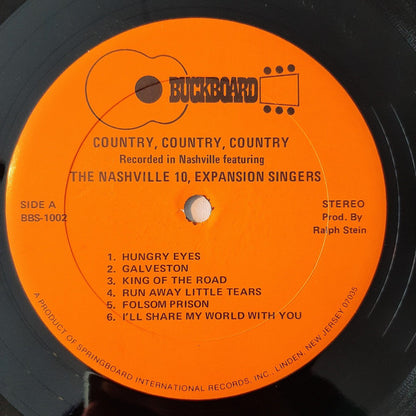 BUCKBOARD
COUNTRY, COUNTRY, COUNTRY
Recorded in Nashville featuring
THE NASHVILLE 10, EXPANSION SINGERS
SIDE A
BBS-1002
STEREO
Prod. By
Ralph Stein
1. HUNGRY EYES
2. GALVESTON
3. KING OF THE ROAD
4. RUN AWAY LITTLE TEARS
5. FOLSOM PRISON
6. I'LL SHARE MY WORLD WITH YOU
A PRODUCT OF SPRINGBOARD INTERNATIONAL RECORDS, INC., LINDEN, NEW JERSEY 07036